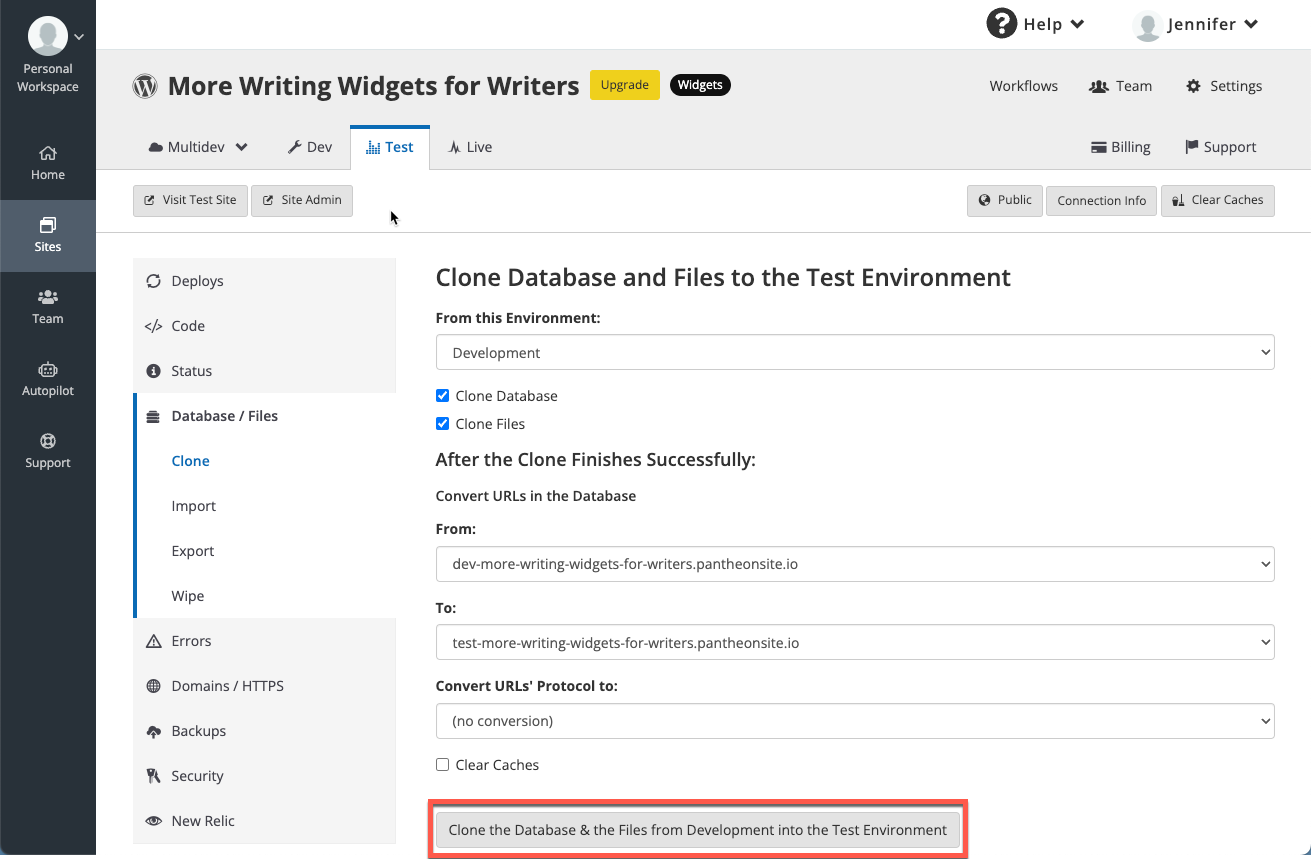 Personal
Workspace
Home
Sites
Team
Autopilot
Support
? Help
Jennifer
More Writing Widgets for Writers
Upgrade
Widgets
Workflows
Team
Settings
Multidev
Dev
Test
Live
Billing
Support
Visit Test Site
Site Admin
Public
Connection Info
Clear Caches
Deploys
Code
Status
Database / Files
Clone
Import
Export
Wipe
Errors
Domains / HTTPS
Backups
Security
New Relic
Clone Database and Files to the Test Environment
From this Environment:
Development
Clone Database
Clone Files
After the Clone Finishes Successfully:
Convert URLs in the Database
From:
dev-more-writing-widgets-for-writers.pantheonsite.io
To:
test-more-writing-widgets-for-writers.pantheonsite.io
Convert URLs' Protocol to:
(no conversion)
Clear Caches
Clone the Database & the Files from Development into the Test Environment